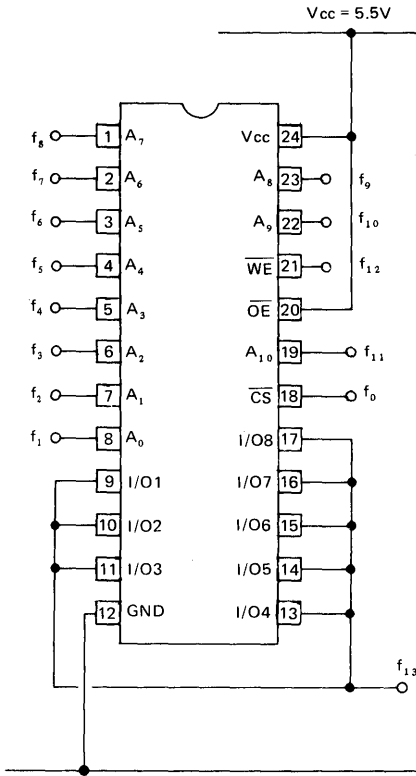 Vcc = 5.5V
f₈ 1 A₇ Vcc 24
f₇ 2 A₆ A₈ 23 f₉
f₆ 3 A₅ A₉ 22 f₁₀
f₅ 4 A₄ W̅E̅ 21 f₁₂
f₄ 5 A₃ O̅E̅ 20
f₃ 6 A₂ A₁₀ 19 f₁₁
f₂ 7 A₁ C̅S̅ 18 f₀
f₁ 8 A₀ I/O8 17
9 I/O1 I/O7 16
10 I/O2 I/O6 15
11 I/O3 I/O5 14
12 GND I/O4 13
f₁₃